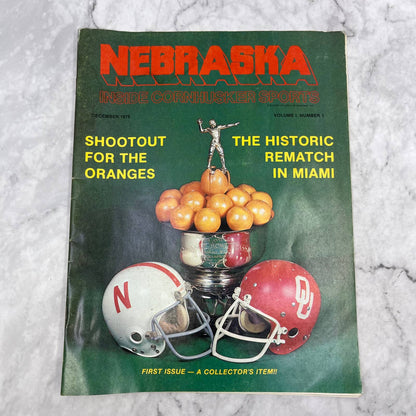 NEBRASKA
INSIDE CORNHUSKER SPORTS
DECEMBER 1978 VOLUME I, NUMBER 1
SHOOTOUT
FOR THE
ORANGES
THE HISTORIC
REMATCH
IN MIAMI
N
OU
FIRST ISSUE — A COLLECTOR'S ITEM!!